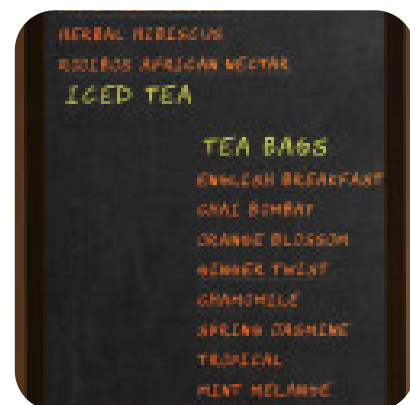 HERBAL HIBISCUS
ROOIBOS AFRICAN NECTAR
ICED TEA
TEA BAGS
ENGLISH BREAKFAST
CHAI BOMBAY
ORANGE BLOSSOM
GINGER TWIST
CHAMOMILE
SPRING JASMINE
TROPICAL
MINT MELANGE